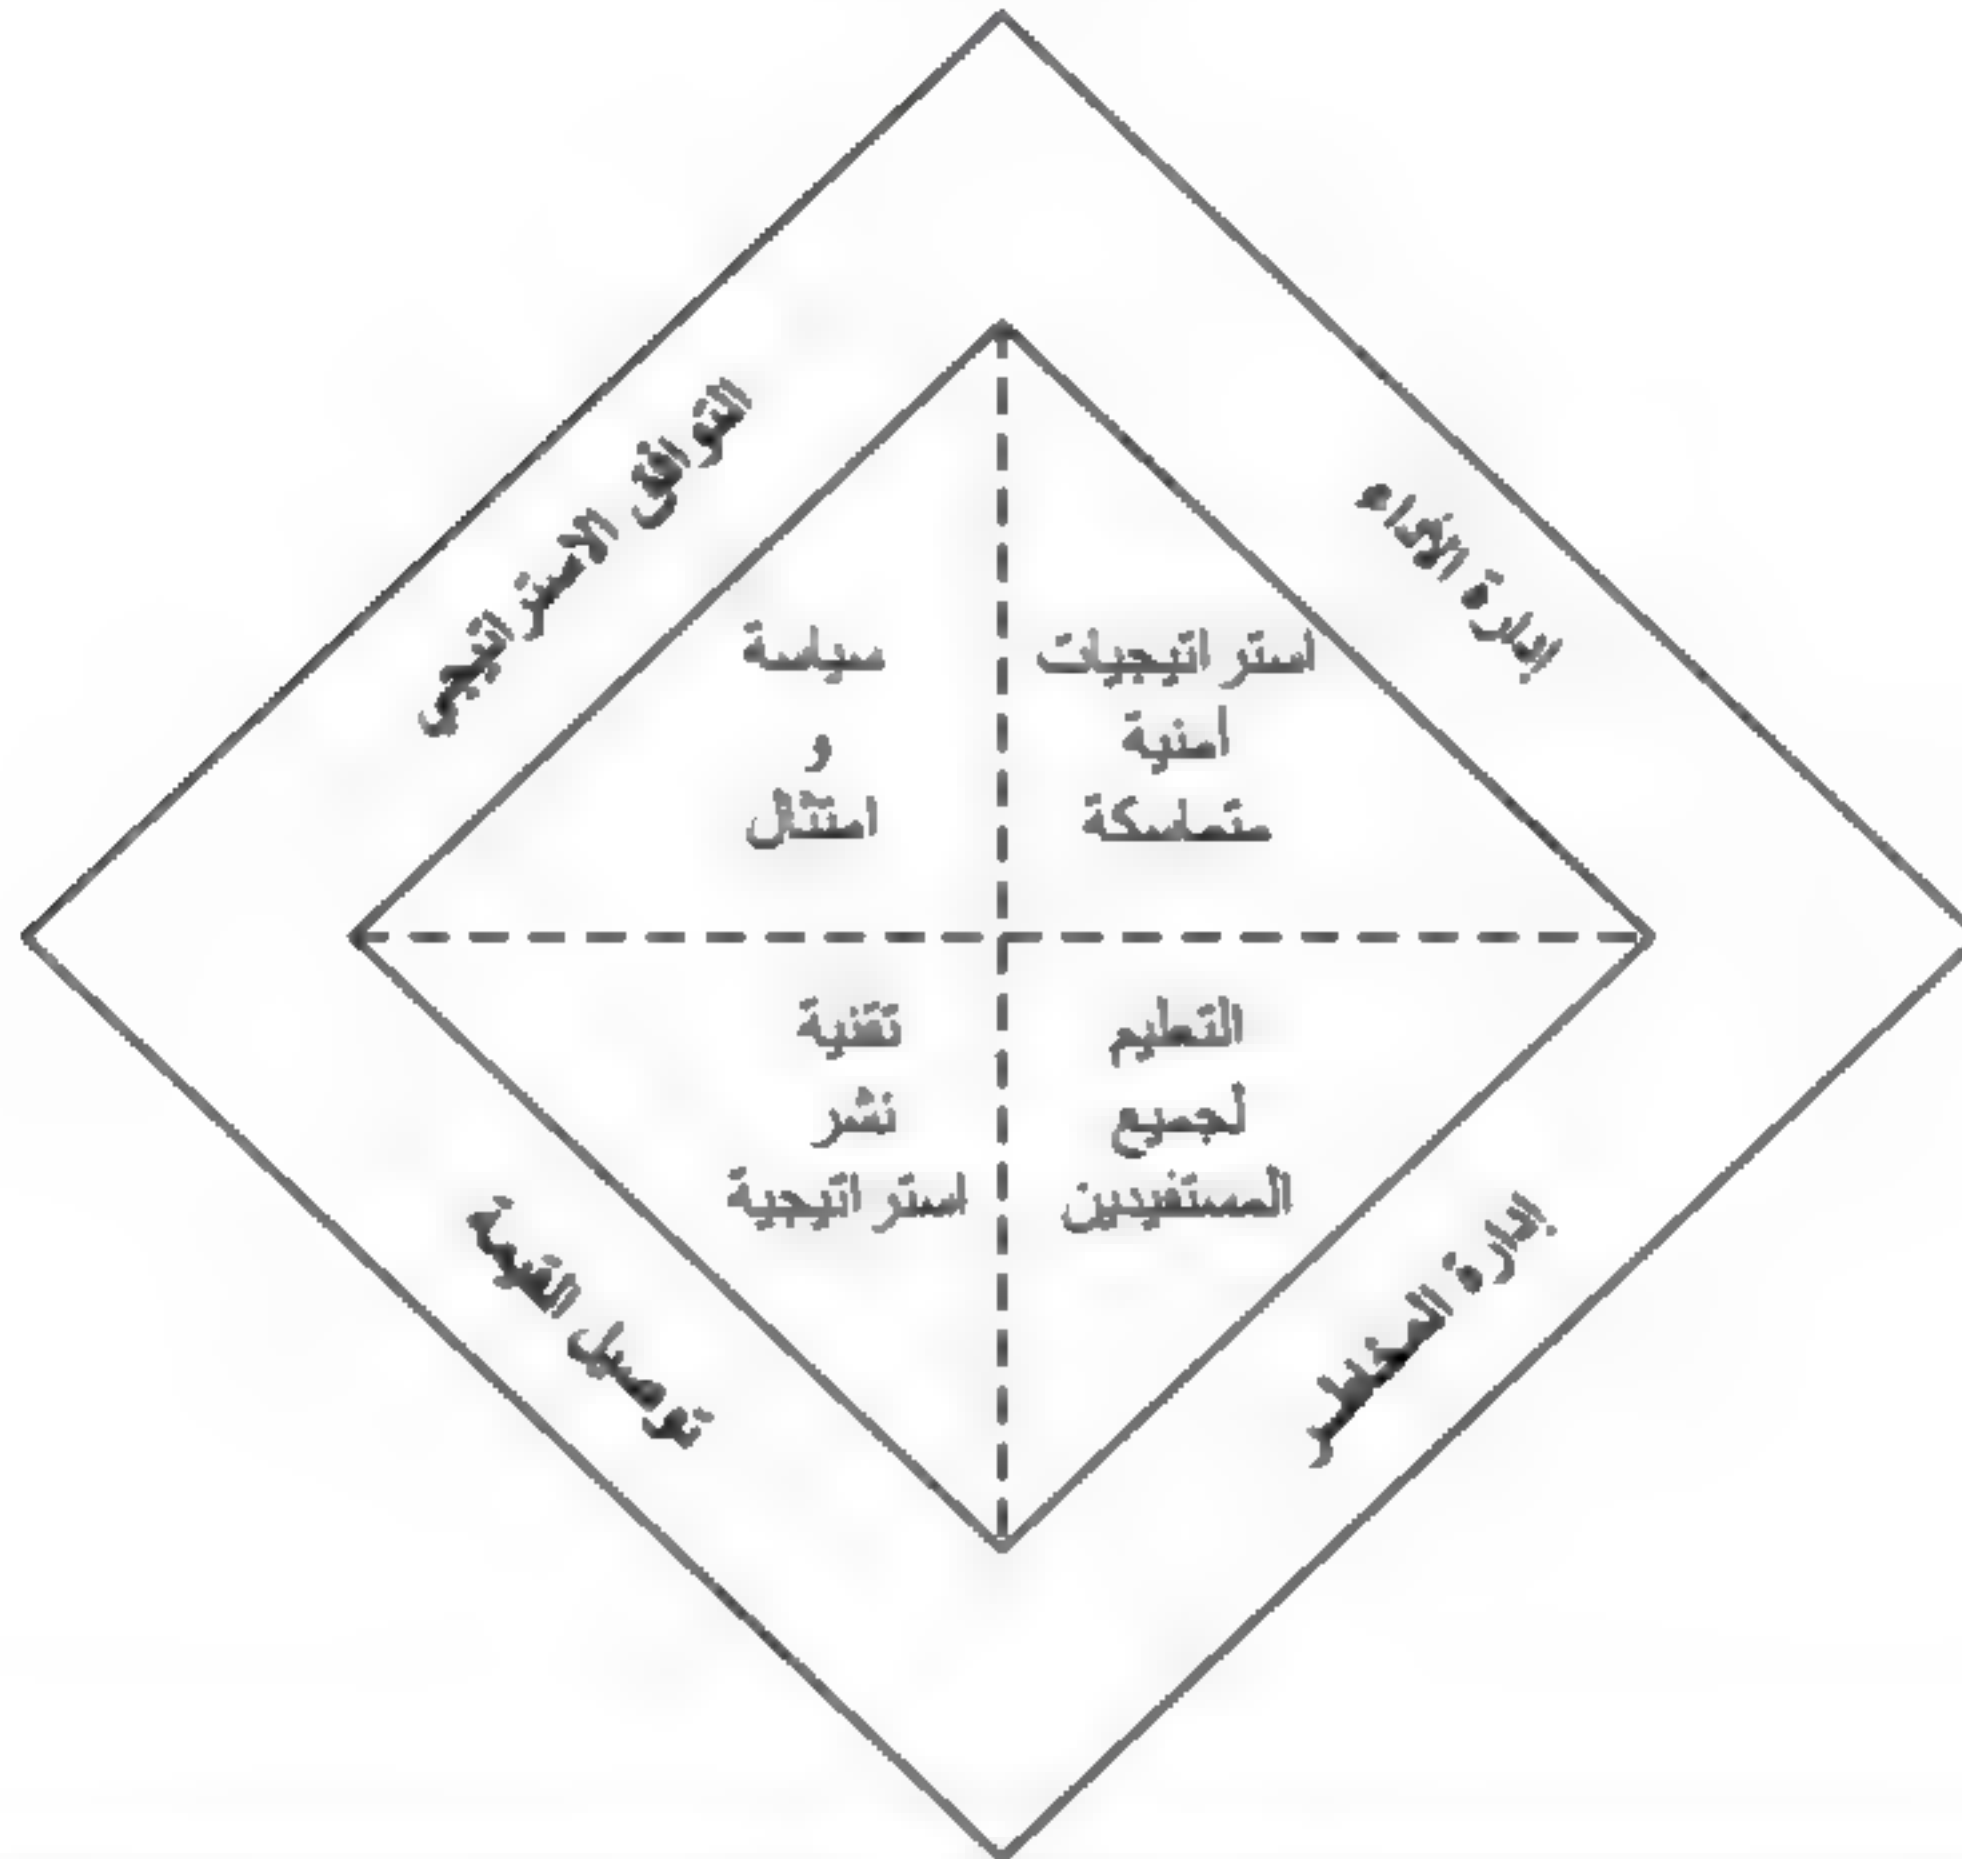 التوافق الاستراتيجي
إدارة الأداء
استراتيجيات
امنية
متماسكة
سياسة
و
امتثال
التعليم
لجميع
المستفيدين
تقنية
نشر
استراتيجية
إدارة المخاطر
توصيل القيمة